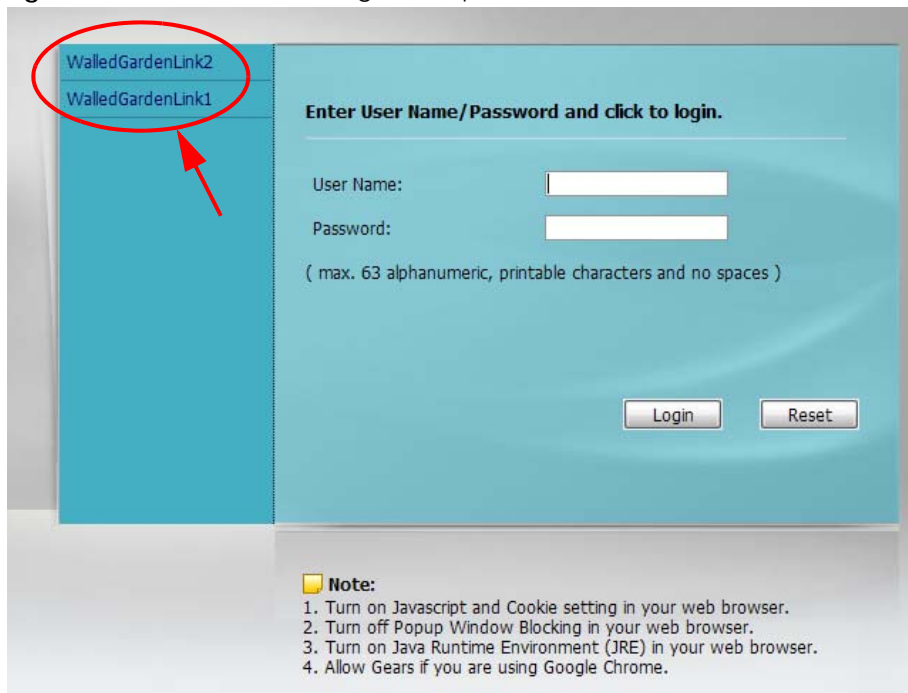 WalledGardenLink2
WalledGardenLink1
Enter User Name/Password and click to login.
User Name:
Password:
( max. 63 alphanumeric, printable characters and no spaces )
Login Reset
Note:
1. Turn on Javascript and Cookie setting in your web browser.
2. Turn off Popup Window Blocking in your web browser.
3. Turn on Java Runtime Environment (JRE) in your web browser.
4. Allow Gears if you are using Google Chrome.